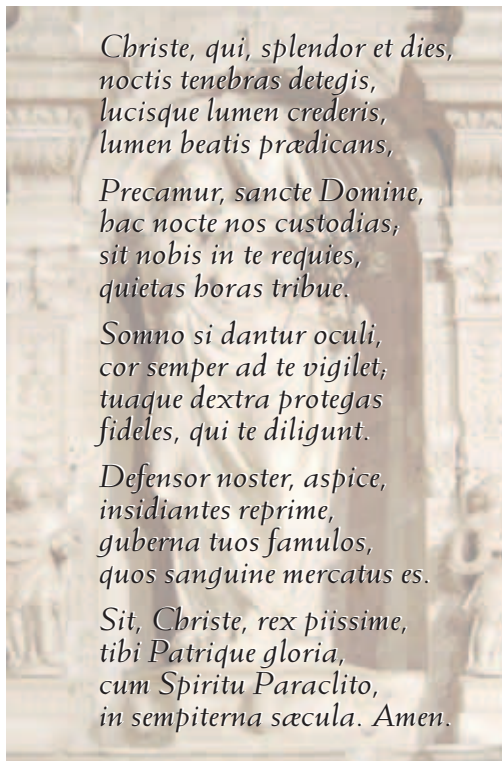 Christe, qui, splendor et dies,
noctis tenebras detegis,
lucisque lumen crederis,
lumen beatis prædicans,
Precamur, sancte Domine,
hac nocte nos custodias;
sit nobis in te requies,
quietas horas tribue.
Somno si dantur oculi,
cor semper ad te vigilet;
tuaque dextra protegas
fideles, qui te diligunt.
Defensor noster, aspice,
insidiantes reprime,
guberna tuos famulos,
quos sanguine mercatus es.
Sit, Christe, rex piissime,
tibi Patrique gloria,
cum Spiritu Paraclito,
in sempiterna sæcula. Amen.